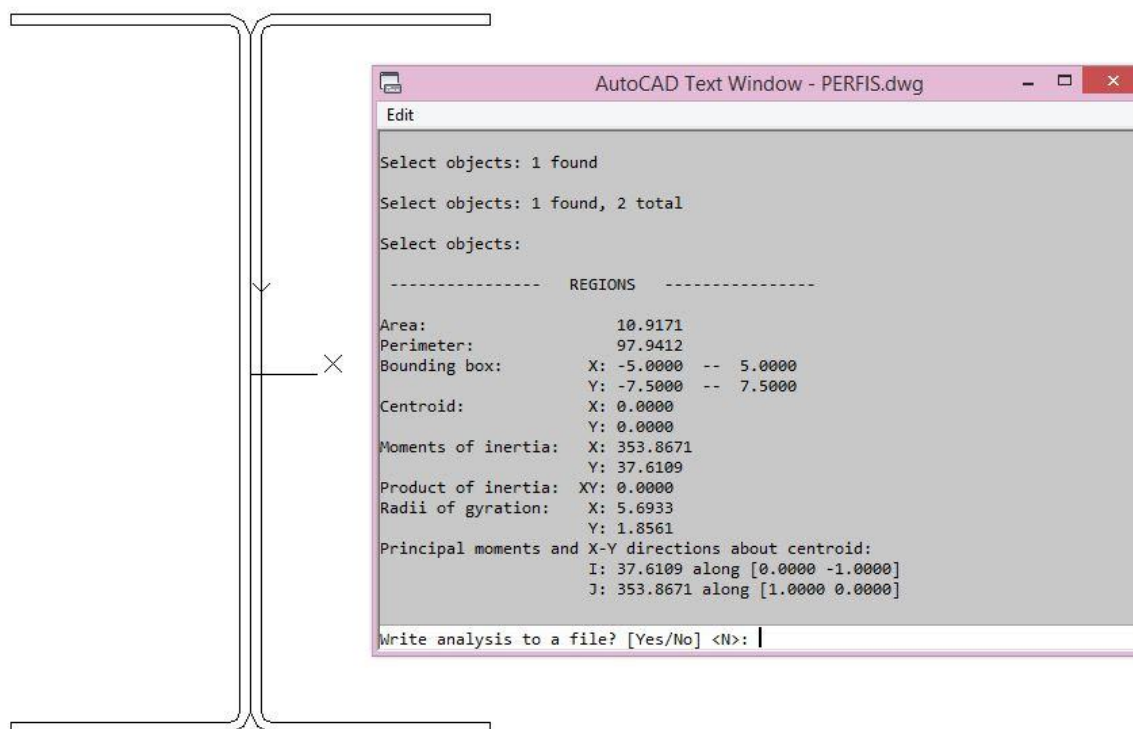 AutoCAD Text Window - PERFIS.dwg
Edit
Select objects: 1 found
Select objects: 1 found, 2 total
Select objects:
---------------- REGIONS ----------------
Area: 10.9171
Perimeter: 97.9412
Bounding box: X: -5.0000 -- 5.0000
Y: -7.5000 -- 7.5000
Centroid: X: 0.0000
Y: 0.0000
Moments of inertia: X: 353.8671
Y: 37.6109
Product of inertia: XY: 0.0000
Radii of gyration: X: 5.6933
Y: 1.8561
Principal moments and X-Y directions about centroid:
I: 37.6109 along [0.0000 -1.0000]
J: 353.8671 along [1.0000 0.0000]
Write analysis to a file? [Yes/No] <N>:
X